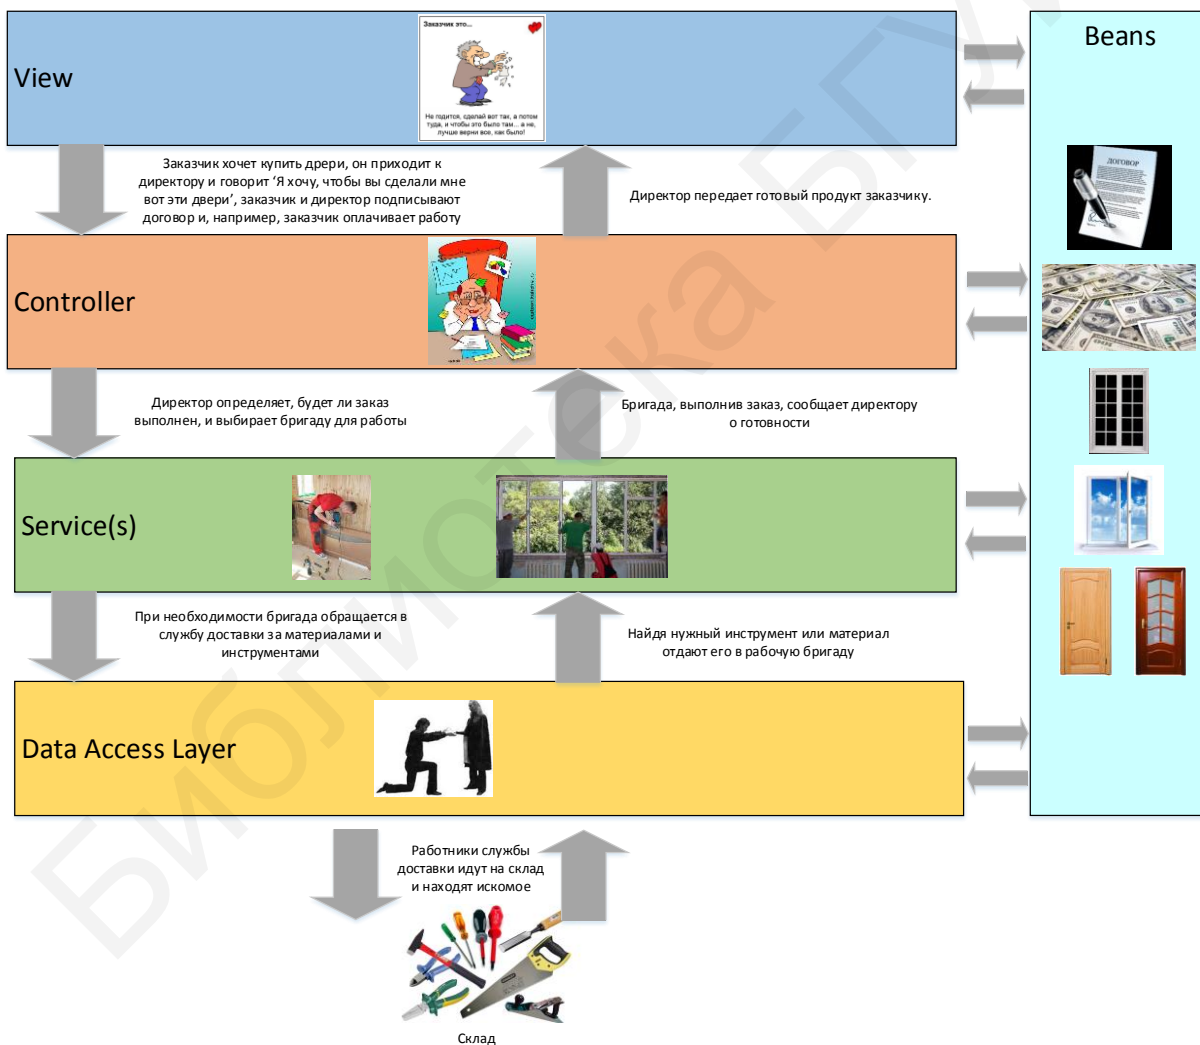 Заказчик это...
Не годится, сделай вот так, а потом
туда, и чтобы это было там... а не,
лучше верни все, как было!
View
Beans
Заказчик хочет купить дрери, он приходит к
директору и говорит ‘Я хочу, чтобы вы сделали мне
вот эти двери’, заказчик и директор подписывают
договор и, например, заказчик оплачивает работу
Директор передает готовый продукт заказчику.
ДОГОВОР
Controller
Директор определяет, будет ли заказ
выполнен, и выбирает бригаду для работы
Бригада, выполнив заказ, сообщает директору
о готовности
Service(s)
При необходимости бригада обращается в
службу доставки за материалами и
инструментами
Найдя нужный инструмент или материал
отдают его в рабочую бригаду
Data Access Layer
Работники службы
доставки идут на склад
и находят искомое
Склад
Библиотека БГУ